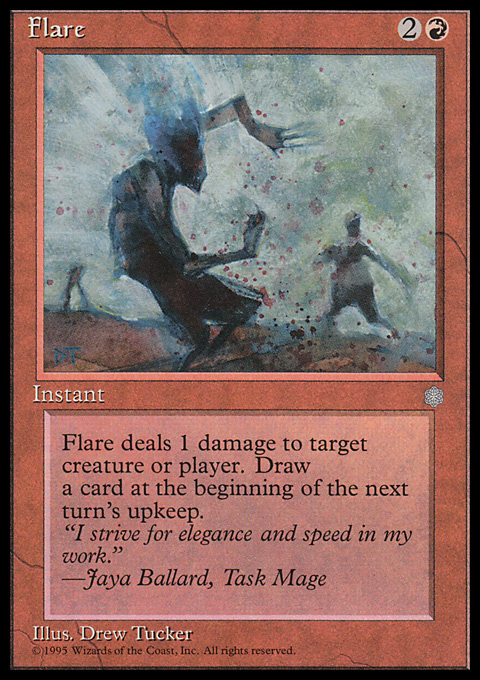 Flare 2
Instant
Flare deals 1 damage to target
creature or player. Draw
a card at the beginning of the next
turn's upkeep.
“I strive for elegance and speed in my
work.”
—Jaya Ballard, Task Mage
Illus. Drew Tucker
©1995 Wizards of the Coast, Inc. All rights reserved.